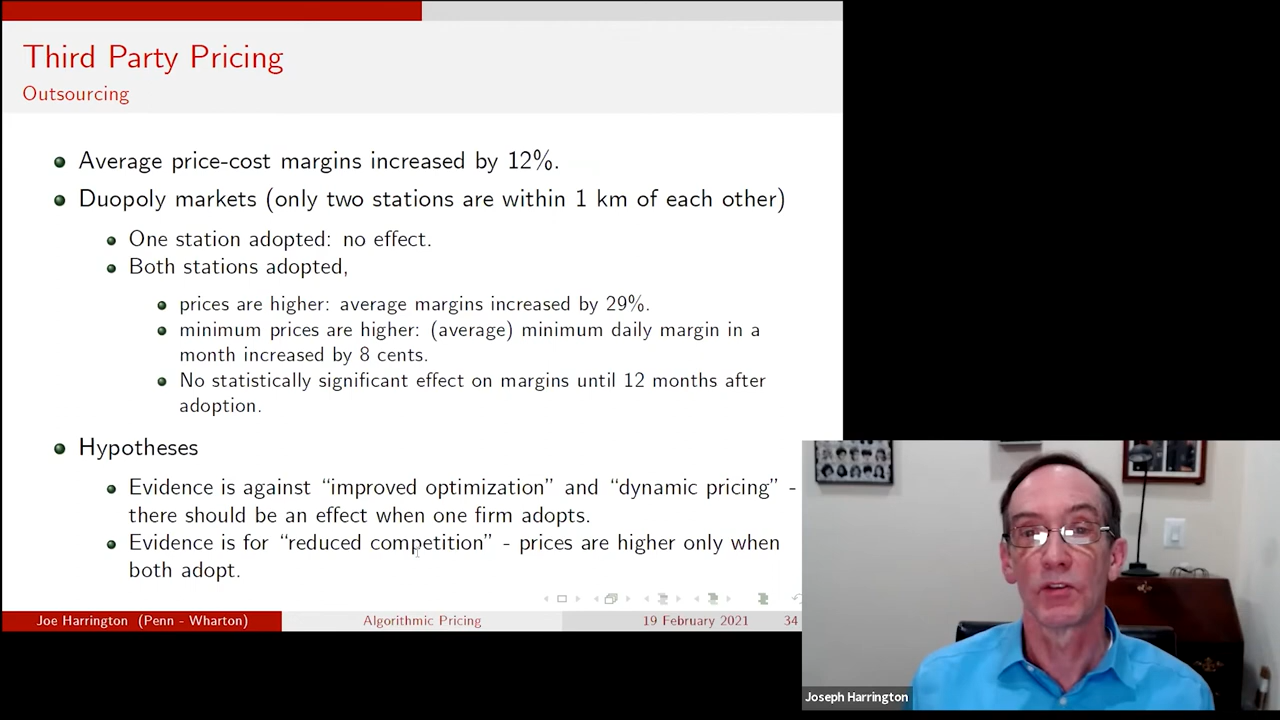 Third Party Pricing
Outsourcing
Average price-cost margins increased by 12%.
Duopoly markets (only two stations are within 1 km of each other)
One station adopted: no effect.
Both stations adopted,
prices are higher: average margins increased by 29%.
minimum prices are higher: (average) minimum daily margin in a
month increased by 8 cents.
No statistically significant effect on margins until 12 months after
adoption.
Hypotheses
Evidence is against “improved optimization” and “dynamic pricing” -
there should be an effect when one firm adopts.
Evidence is for “reduced competition” - prices are higher only when
both adopt.
Joe Harrington (Penn - Wharton) Algorithmic Pricing 19 February 2021 34
Joseph Harrington